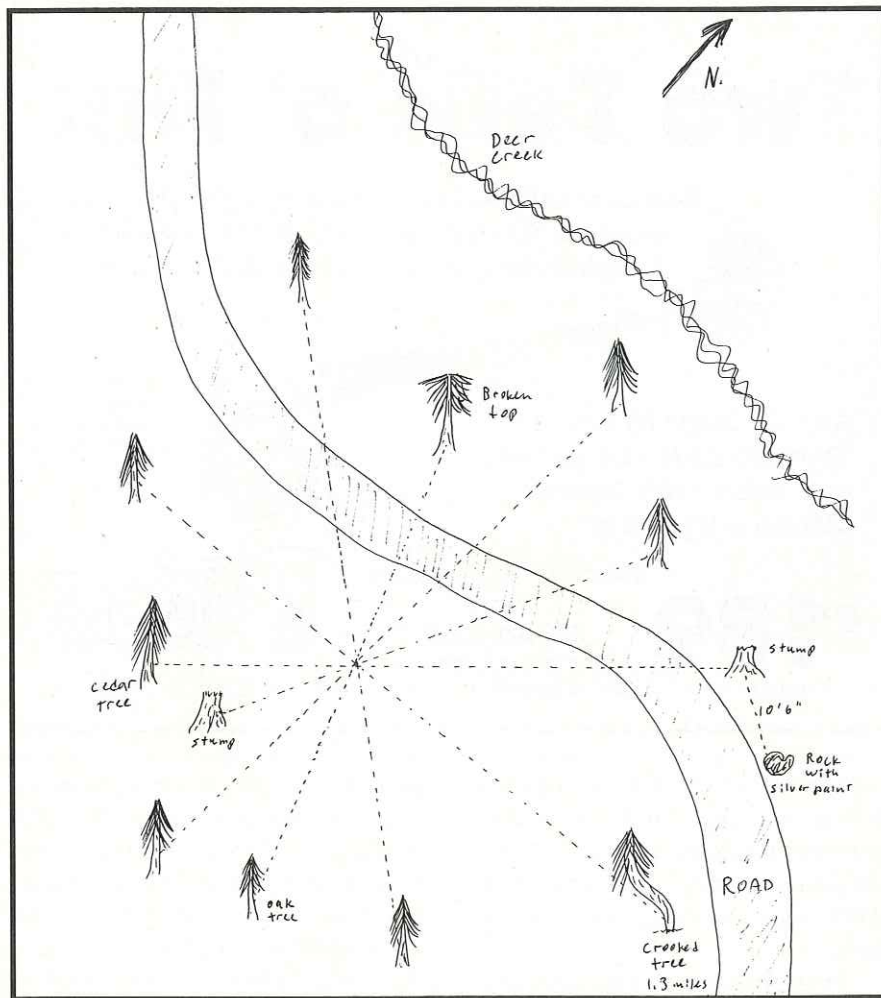 N.
Deer
creek
Broken
top
cedar
tree
stump
stump
10'6"
Rock
with
silver paint
oak
tree
ROAD
crooked
tree
1.3 miles